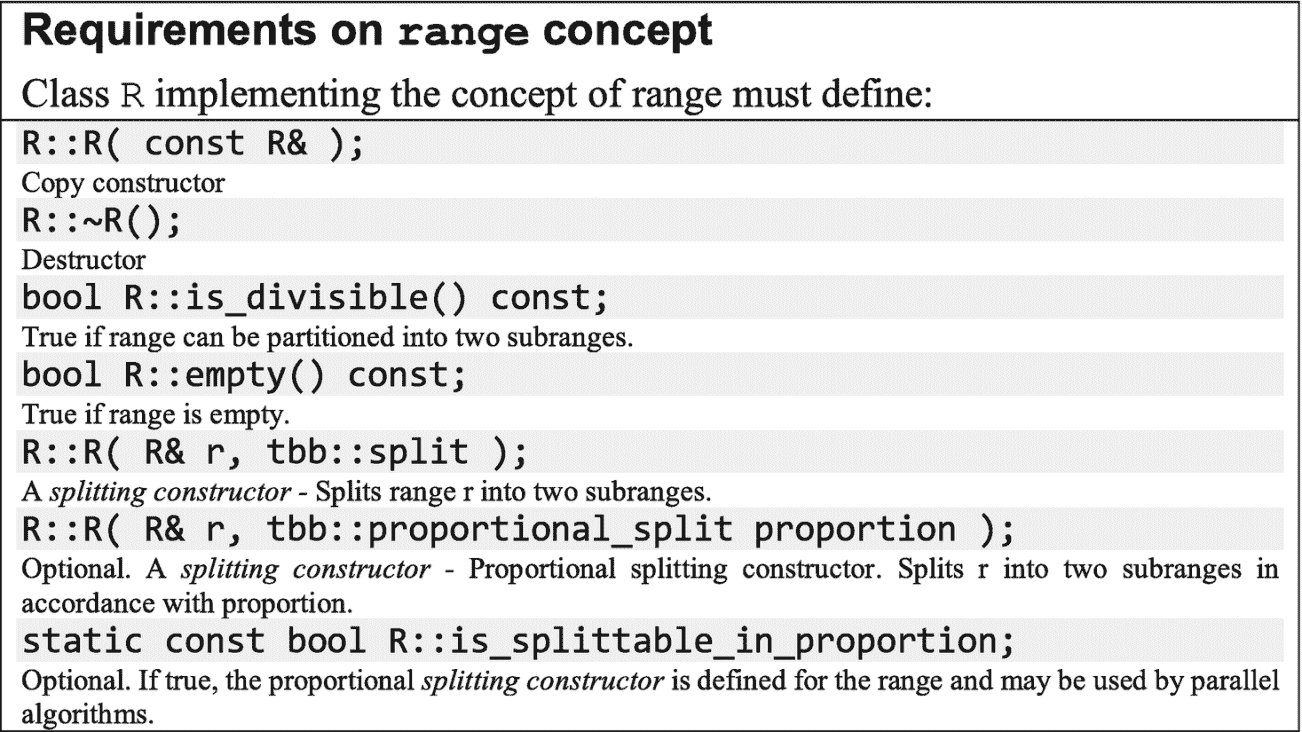 Requirements on range concept
Class R implementing the concept of range must define:
R::R( const R& );
Copy constructor
R::~R();
Destructor
bool R::is_divisible() const;
True if range can be partitioned into two subranges.
bool R::empty() const;
True if range is empty.
R::R( R& r, tbb::split );
A splitting constructor - Splits range r into two subranges.
R::R( R& r, tbb::proportional_split proportion );
Optional. A splitting constructor - Proportional splitting constructor. Splits r into two subranges in
accordance with proportion.
static const bool R::is_splittable_in_proportion;
Optional. If true, the proportional splitting constructor is defined for the range and may be used by parallel
algorithms.